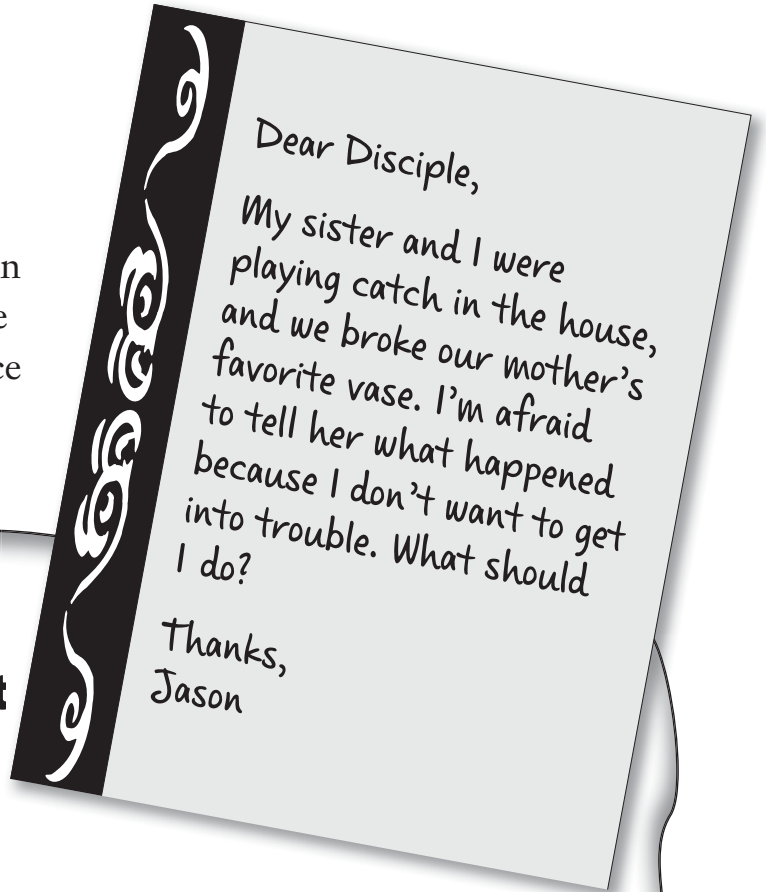 n
e
ce
t
Dear Disciple,
My sister and I were
playing catch in the house,
and we broke our mother's
favorite vase. I'm afraid
to tell her what happened
because I don't want to get
into trouble. What should
I do?
Thanks,
Jason